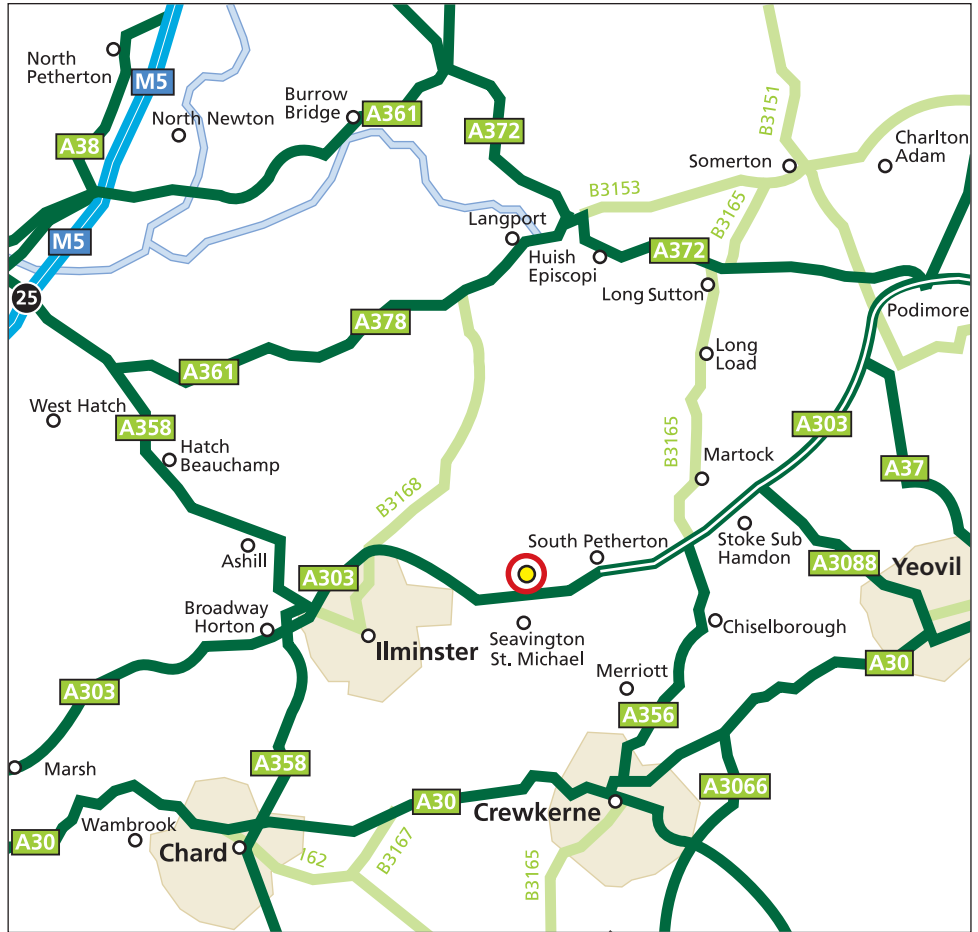 North
Petherton
M5
Burrow
Bridge
A361
North Newton
A38
A372
B3151
Charlton
Adam
Somerton
B3153
B3165
Langport
M5
Huish
Episcopi
A372
Long Sutton
25
Podimore
A378
A361
Long
Load
West Hatch
A358
A303
Hatch
Beauchamp
B3165
Martock
A37
B3168
Ashill
South Petherton
Stoke Sub
Hamdon
A3088
Yeovil
A303
Broadway
Horton
Ilminster
Seavington
St. Michael
Chiselborough
A30
Merriott
A303
A356
Marsh
A358
A3066
A30
Crewkerne
Wambrook
A30
Chard
162
B3167
B3165